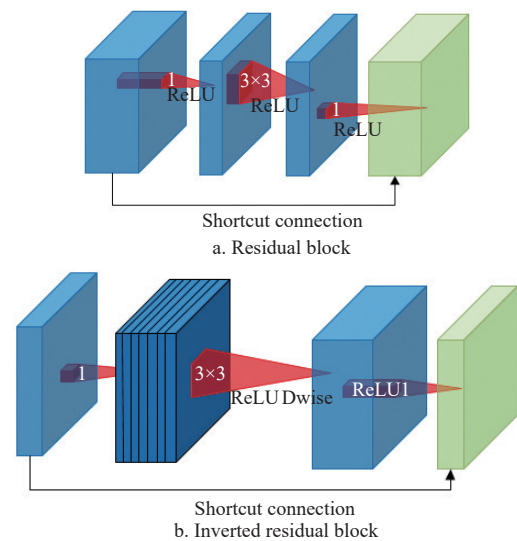 1
ReLU
3×3
ReLU
1
ReLU
Shortcut connection
a. Residual block
1
3×3
ReLU Dwise
ReLU1
Shortcut connection
b. Inverted residual block